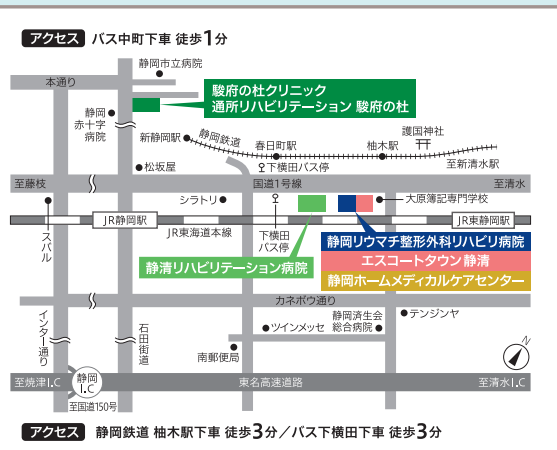 アクセス バス中町下車 徒歩1分
静岡市立病院
本通り
駿府の杜クリニック
通所リハビリテーション 駿府の杜
静岡
赤十字
病院
新静岡駅
静岡鉄道
春日町駅
柚木駅
護国神社
至新清水駅
松坂屋
下横田バス停
至藤枝
国道1号線
至清水
シラトリ
大原簿記専門学校
JR静岡駅
JR東静岡駅
スバル
JR東海道本線
下横田
バス停
静岡リウマチ整形外科リハビリ病院
エスコートタウン 静清
静岡ホームメディカルケアセンター
静清リハビリテーション病院
カネボウ通り
インター通り
石田街道
ツインメッセ
静岡済生会
総合病院
テンジンヤ
南郵便局
N
至焼津I.C
静岡
I.C
東名高速道路
至清水I.C
至国道150号
アクセス 静岡鉄道 柚木駅下車 徒歩3分／バス下横田下車 徒歩3分